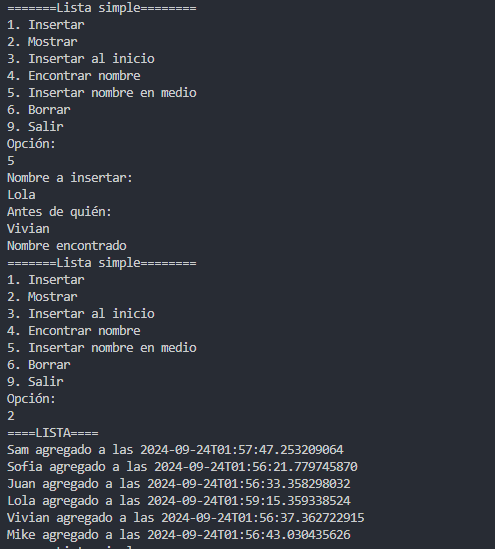 =======Lista simple========
1. Insertar
2. Mostrar
3. Insertar al inicio
4. Encontrar nombre
5. Insertar nombre en medio
6. Borrar
9. Salir
Opción:
5
Nombre a insertar:
Lola
Antes de quién:
Vivian
Nombre encontrado
=======Lista simple========
1. Insertar
2. Mostrar
3. Insertar al inicio
4. Encontrar nombre
5. Insertar nombre en medio
6. Borrar
9. Salir
Opción:
2
====LISTA====
Sam agregado a las 2024-09-24T01:57:47.253209064
Sofia agregado a las 2024-09-24T01:56:21.779745870
Juan agregado a las 2024-09-24T01:56:33.358298032
Lola agregado a las 2024-09-24T01:59:15.359338524
Vivian agregado a las 2024-09-24T01:56:37.362722915
Mike agregado a las 2024-09-24T01:56:43.030435626